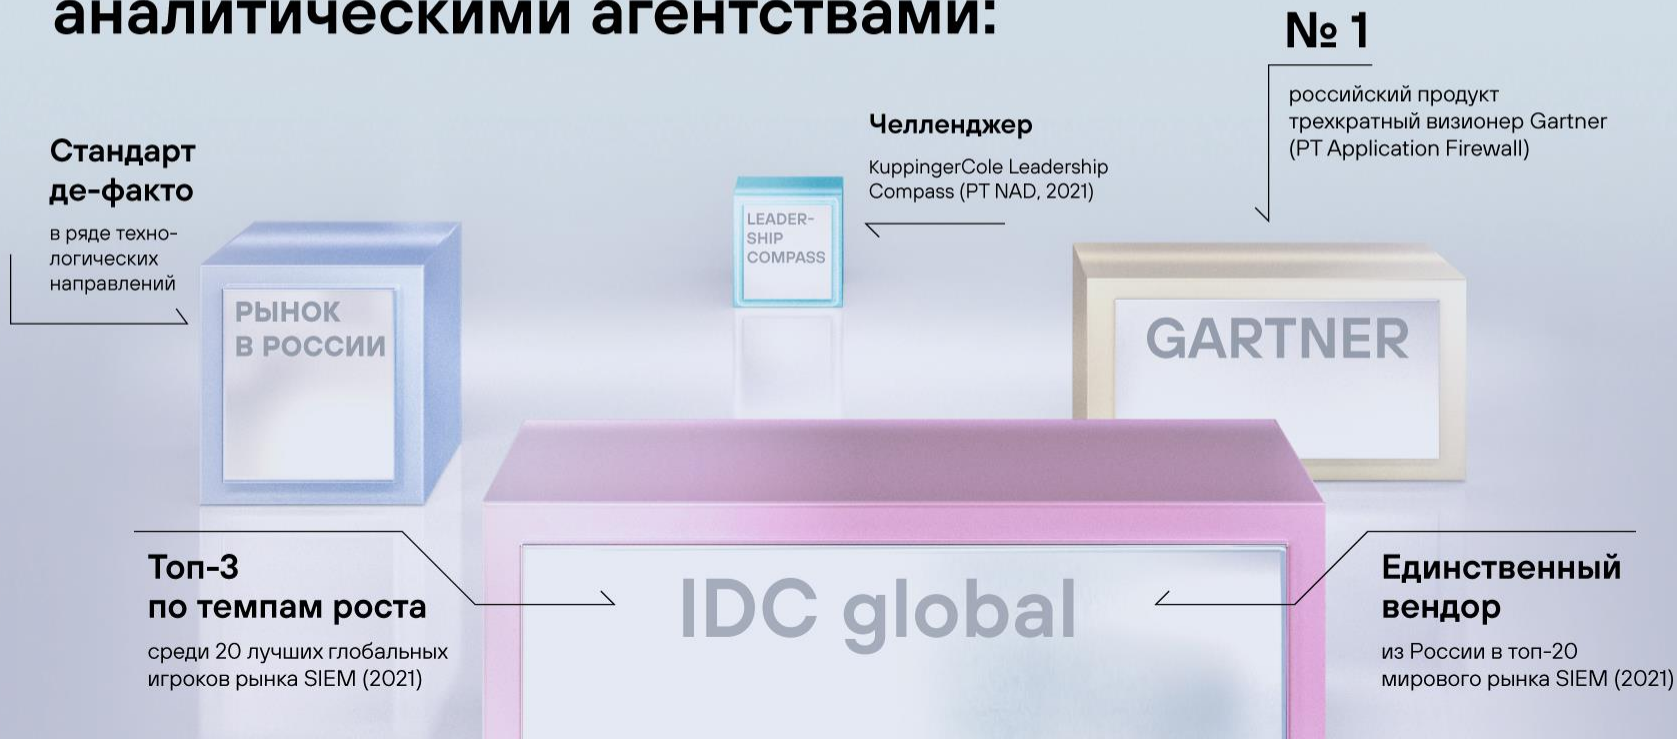 аналитическими агентствами:
№ 1
российский продукт
трехкратный визионер Gartner
(PT Application Firewall)
Челленджер
KuppingerCole Leadership
Compass (PT NAD, 2021)
Стандарт
де-факто
в ряде техно-
логических
направлений
LEADER-
SHIP
COMPASS
РЫНОК
В РОССИИ
GARTNER
IDC global
Топ-3
по темпам роста
среди 20 лучших глобальных
игроков рынка SIEM (2021)
Единственный
вендор
из России в топ-20
мирового рынка SIEM (2021)